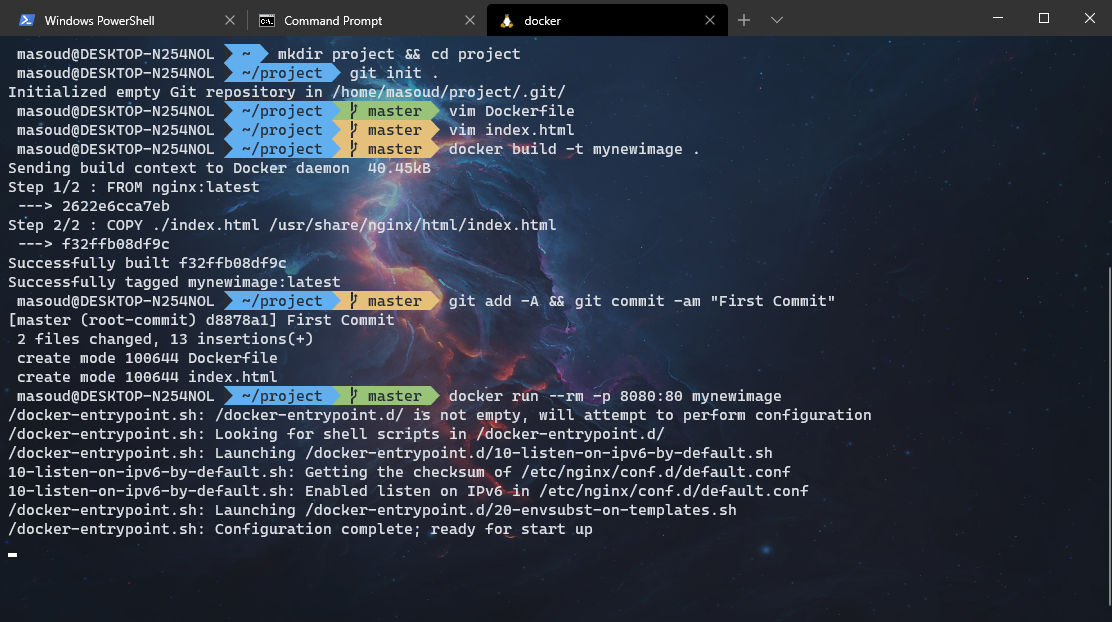 Windows PowerShell
Command Prompt
docker
masoud@DESKTOP-N254NOL ~ mkdir project && cd project
masoud@DESKTOP-N254NOL ~/project git init .
Initialized empty Git repository in /home/masoud/project/.git/
masoud@DESKTOP-N254NOL ~/project master vim Dockerfile
masoud@DESKTOP-N254NOL ~/project master vim index.html
masoud@DESKTOP-N254NOL ~/project master docker build -t mynewimage .
Sending build context to Docker daemon  40.45kB
Step 1/2 : FROM nginx:latest
 ---> 2622e6cca7eb
Step 2/2 : COPY ./index.html /usr/share/nginx/html/index.html
 ---> f32ffb08df9c
Successfully built f32ffb08df9c
Successfully tagged mynewimage:latest
masoud@DESKTOP-N254NOL ~/project master git add -A && git commit -am "First Commit"
[master (root-commit) d8878a1] First Commit
 2 files changed, 13 insertions(+)
 create mode 100644 Dockerfile
 create mode 100644 index.html
masoud@DESKTOP-N254NOL ~/project master docker run --rm -p 8080:80 mynewimage
/docker-entrypoint.sh: /docker-entrypoint.d/ is not empty, will attempt to perform configuration
/docker-entrypoint.sh: Looking for shell scripts in /docker-entrypoint.d/
/docker-entrypoint.sh: Launching /docker-entrypoint.d/10-listen-on-ipv6-by-default.sh
10-listen-on-ipv6-by-default.sh: Getting the checksum of /etc/nginx/conf.d/default.conf
10-listen-on-ipv6-by-default.sh: Enabled listen on IPv6 in /etc/nginx/conf.d/default.conf
/docker-entrypoint.sh: Launching /docker-entrypoint.d/20-envsubst-on-templates.sh
/docker-entrypoint.sh: Configuration complete; ready for start up